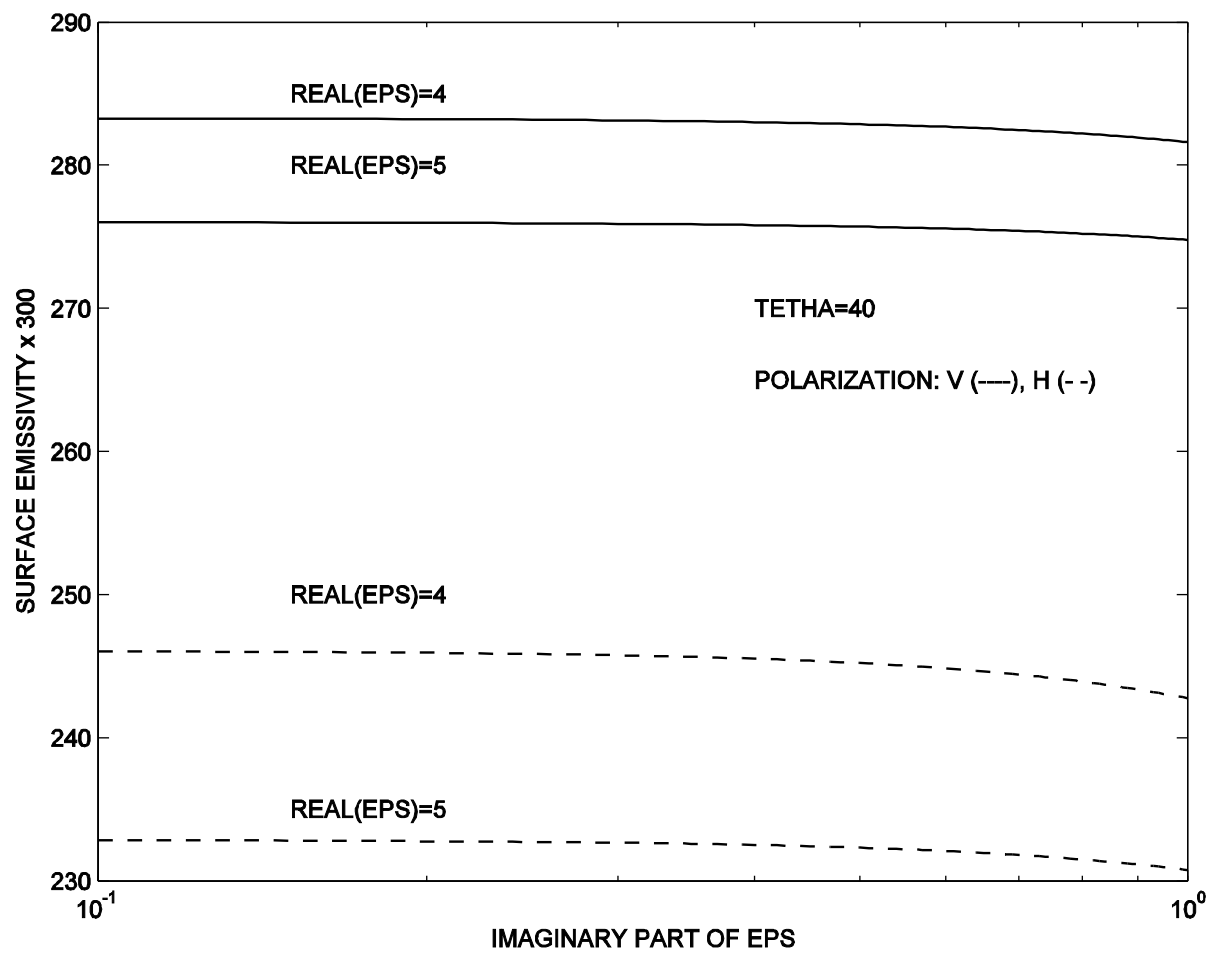 290
REAL(EPS)=4
280
REAL(EPS)=5
270
TETHA=40
POLARIZATION: V (----), H (- -)
260
SURFACE EMISSIVITY x 300
250
REAL(EPS)=4
240
REAL(EPS)=5
230
10^-1
10^0
IMAGINARY PART OF EPS